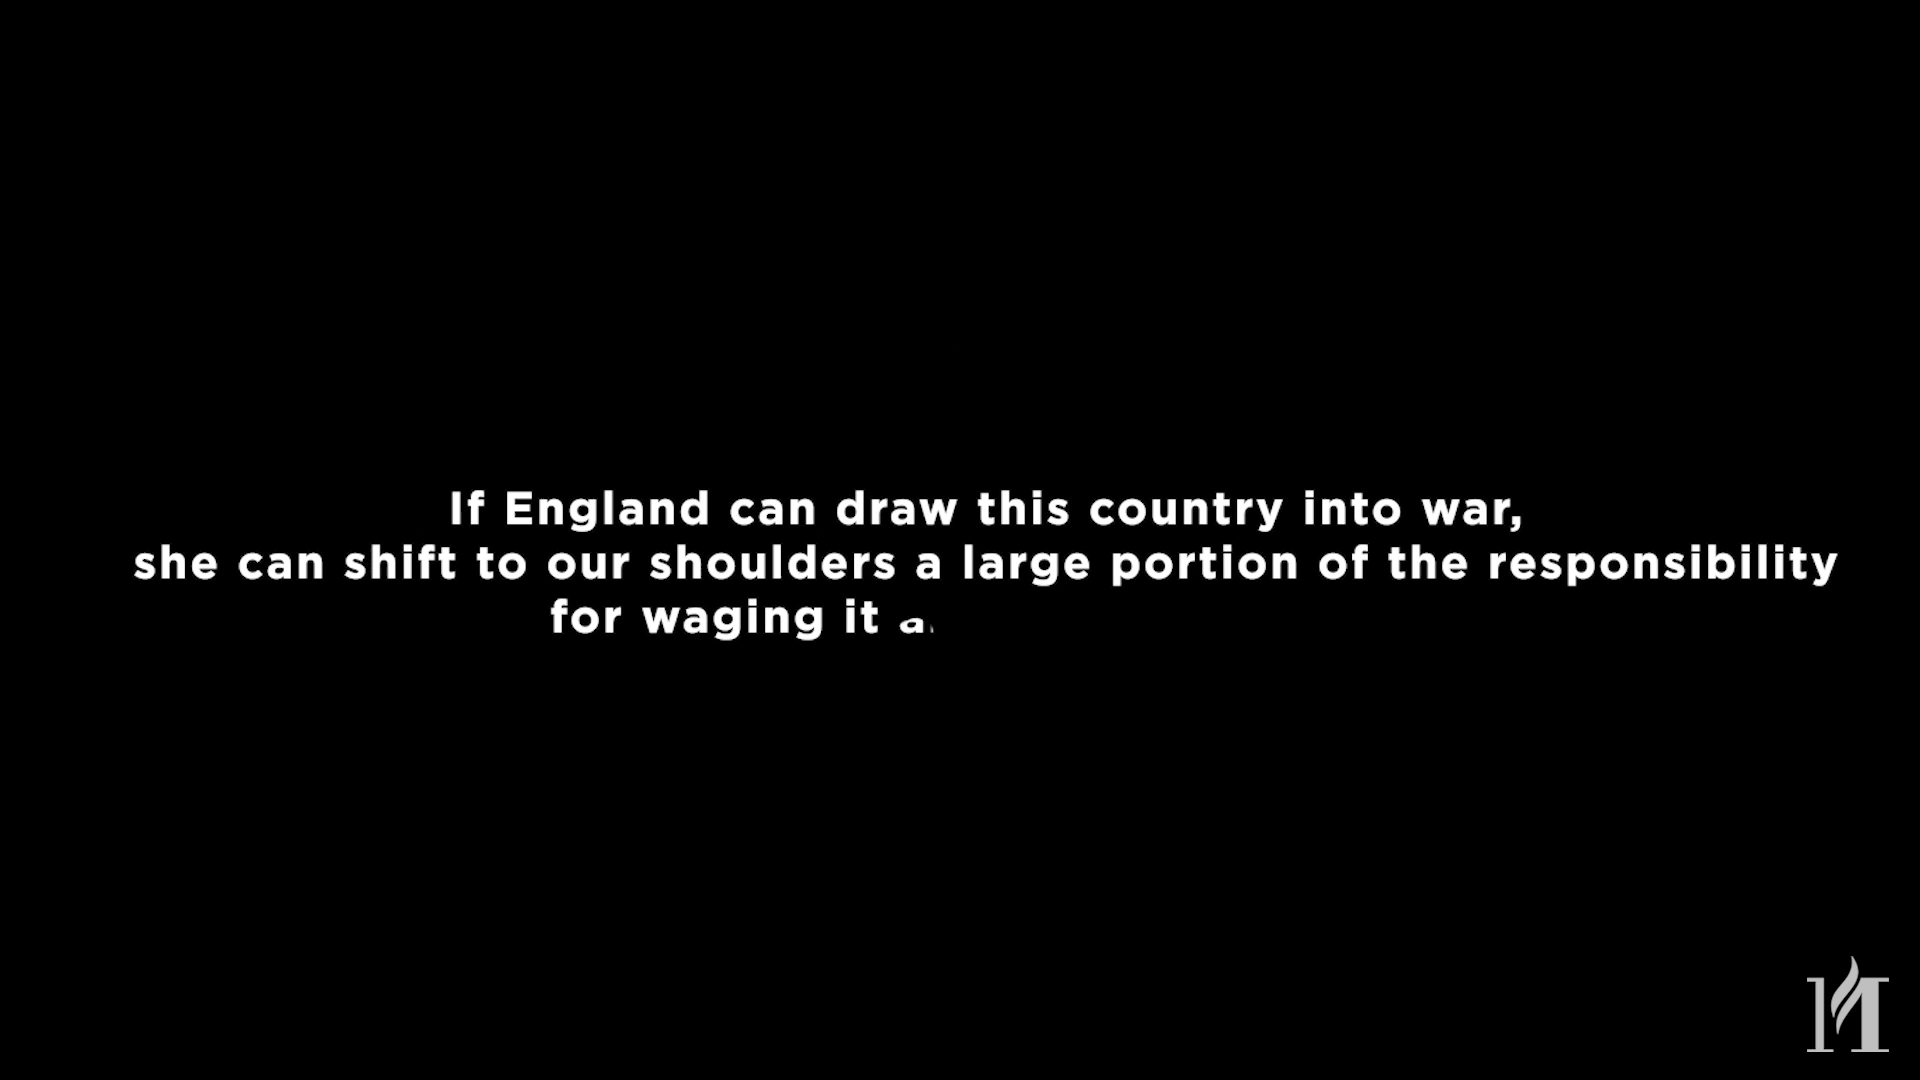 If England can draw this country into war,
she can shift to our shoulders a large portion of the responsibility
for waging it